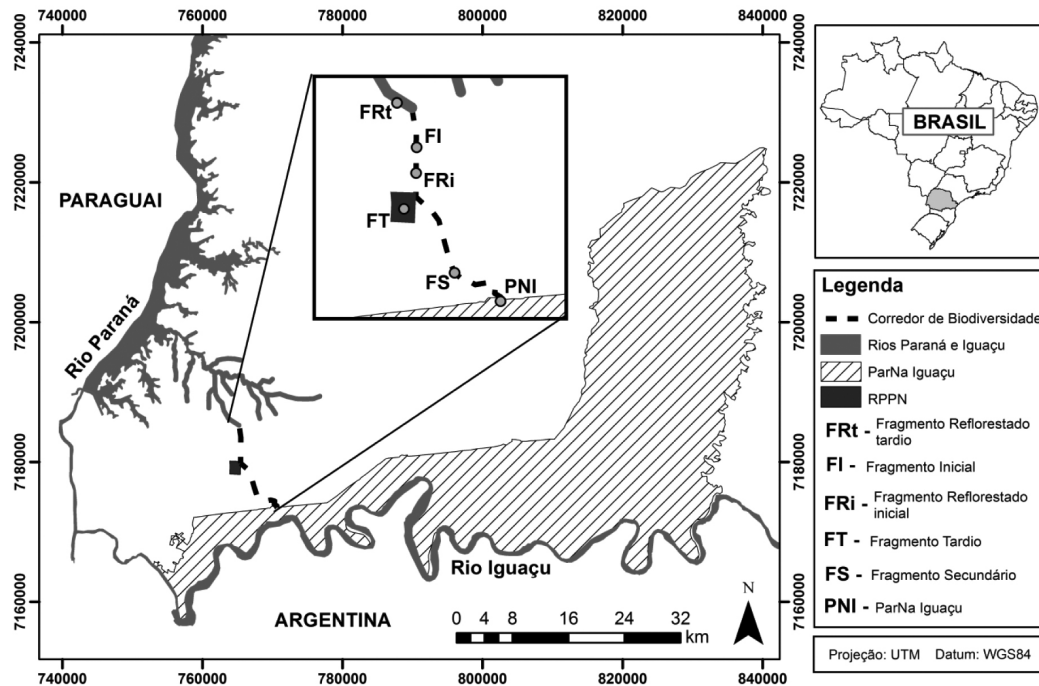 740000 760000 780000 800000 820000 840000
7240000
7220000
7200000
7180000
7160000
7240000
7220000
7200000
7180000
7160000
PARAGUAI
Rio Paraná
FRt
FI
FRi
FT
FS
PNI
Rio Iguaçu
ARGENTINA
0 4 8 16 24 32
km
N
740000 760000 780000 800000 820000 840000
BRASIL
Legenda
Corredor de Biodiversidade
Rios Paraná e Iguaçu
ParNa Iguaçu
RPPN
FRt - Fragmento Reflorestado
tardio
FI - Fragmento Inicial
FRi - Fragmento Reflorestado
inicial
FT - Fragmento Tardio
FS - Fragmento Secundário
PNI - ParNa Iguaçu
Projeção: UTM Datum: WGS84